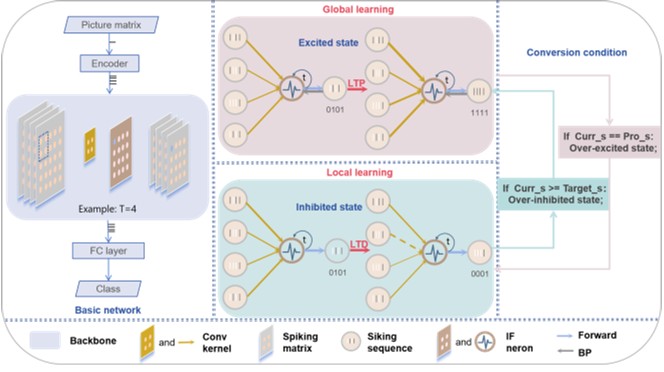 Picture matrix
Encoder
Example: T=4
FC layer
Class
Basic network
Global learning
Excited state
t
LTP
t
0101
1111
Local learning
Inhibited state
t
LTD
t
0101
0001
Conversion condition
If Curr_s == Pro_s:
Over-excited state;
If Curr_s >= Target_s:
Over-inhibited state;
Backbone
and
Conv
kernel
Spiking
matrix
Siking
sequence
and
IF
neron
Forward
BP